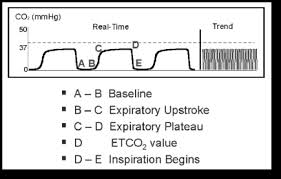 CO₂ (mmHg)
50
Real-Time
Trend
37
C
D
A
B
E
0
▪ A – B Baseline
▪ B – C Expiratory Upstroke
▪ C – D Expiratory Plateau
▪ D ETCO₂ value
▪ D – E Inspiration Begins